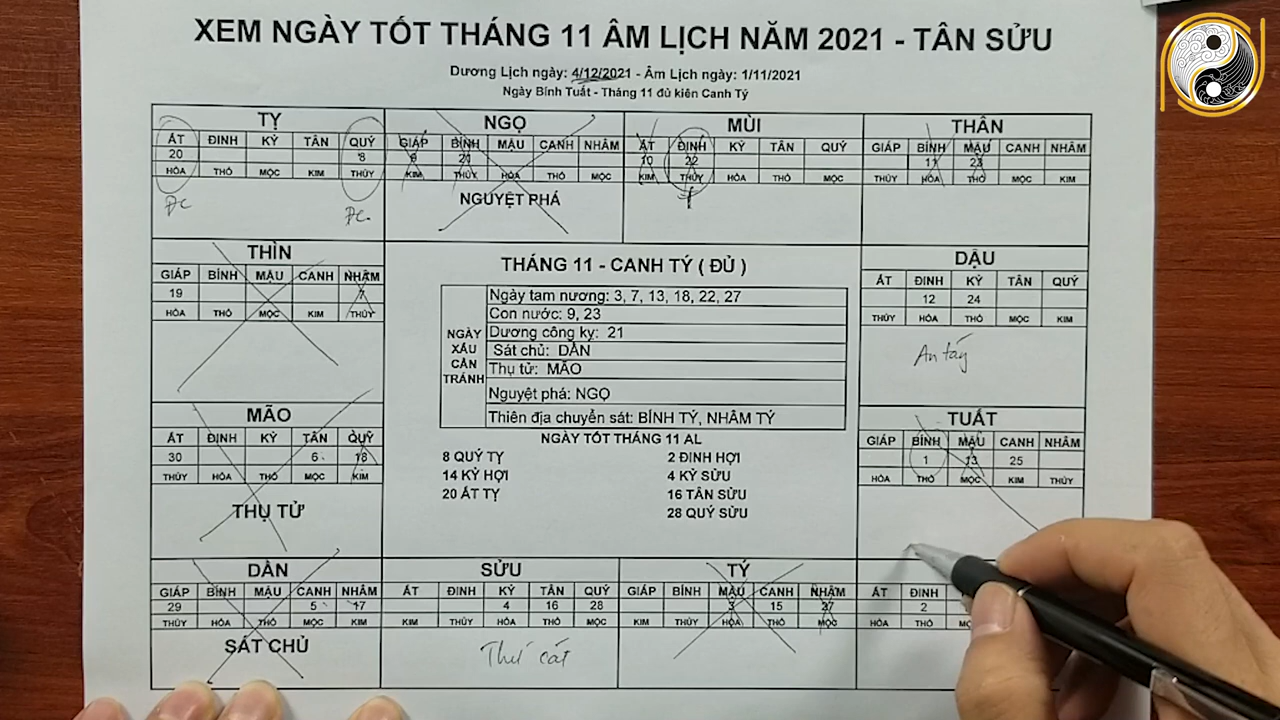 XEM NGÀY TỐT THÁNG 11 ÂM LỊCH NĂM 2021 - TÂN SỬU
Dương Lịch ngày: 4/12/2021 - Âm Lịch ngày: 1/11/2021
Ngày Bính Tuất - Tháng 11 đủ kiến Canh Tý
TỴ
ẤT ĐINH KỶ TÂN QUÝ
20 8
HỎA THỔ MỘC KIM THỦY
NGỌ
GIÁP BÍNH MẬU CANH NHÂM
9 21
KIM THỦY HỎA THỔ MỘC
NGUYỆT PHÁ
MÙI
ẤT ĐINH KỶ TÂN QUÝ
10 22
KIM THỦY HỎA THỔ MỘC
THÂN
GIÁP BÍNH MẬU CANH NHÂM
11 23
THỦY HỎA THỔ MỘC KIM
THÌN
GIÁP BÍNH MẬU CANH NHÂM
19 7
HỎA THỔ MỘC KIM THỦY
THÁNG 11 - CANH TÝ ( ĐỦ )
NGÀY XẤU CẦN TRÁNH
Ngày tam nương: 3, 7, 13, 18, 22, 27
Con nước: 9, 23
Dương công kỵ: 21
Sát chủ: DẦN
Thụ tử: MÃO
Nguyệt phá: NGỌ
Thiên địa chuyển sát: BÍNH TÝ, NHÂM TÝ
NGÀY TỐT THÁNG 11 AL
8 QUÝ TỴ 2 ĐINH HỢI
14 KỶ HỢI 4 KỶ SỬU
20 ẤT TỴ 16 TÂN SỬU
28 QUÝ SỬU
DẬU
ẤT ĐINH KỶ TÂN QUÝ
12 24
THỦY HỎA THỔ MỘC KIM
An táng
MÃO
ẤT ĐINH KỶ TÂN QUÝ
30 6 18
THỦY HỎA THỔ MỘC KIM
THỤ TỬ
TUẤT
GIÁP BÍNH MẬU CANH NHÂM
1 13 25
HỎA THỔ MỘC KIM THỦY
DẦN
GIÁP BÍNH MẬU CANH NHÂM
29 5 17
THỦY HỎA THỔ MỘC KIM
SÁT CHỦ
SỬU
ẤT ĐINH KỶ TÂN QUÝ
4 16 28
KIM THỦY HỎA THỔ MỘC
Thứ cát
TÝ
GIÁP BÍNH MẬU CANH NHÂM
3 15 27
KIM THỦY HỎA THỔ MỘC
ẤT ĐINH
2
HỎA THỔ